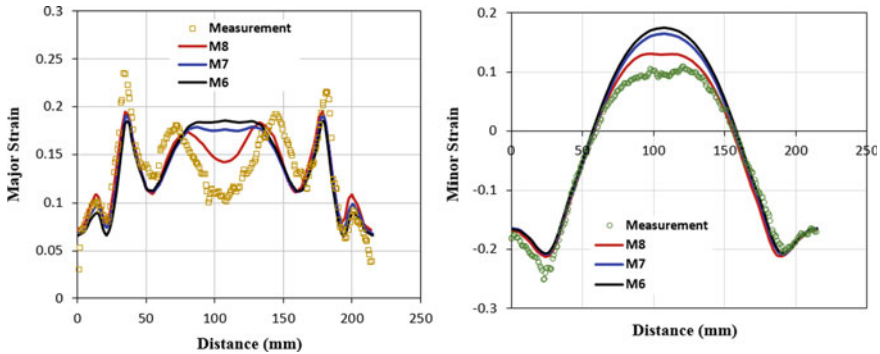 0.3
0.25
0.2
0.15
0.1
0.05
0
Major Strain
Measurement
M8
M7
M6
0 50 100 150 200 250
Distance (mm)
0.2
0.1
0
-0.1
-0.2
-0.3
Minor Strain
0 50 100 150 200 250
Measurement
M8
M7
M6
Distance (mm)